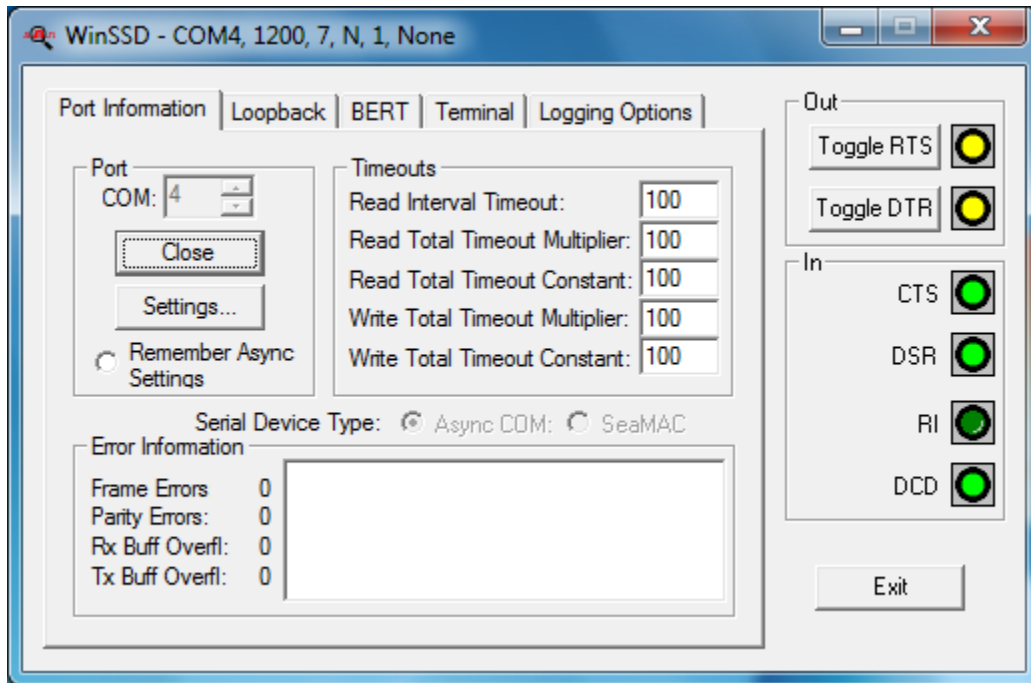 WinSSD - COM4, 1200, 7, N, 1, None
Port Information Loopback BERT Terminal Logging Options
Port
COM: 4
Close
Settings...
Remember Async
Settings
Timeouts
Read Interval Timeout: 100
Read Total Timeout Multiplier: 100
Read Total Timeout Constant: 100
Write Total Timeout Multiplier: 100
Write Total Timeout Constant: 100
Serial Device Type: Async COM: SeaMAC
Error Information
Frame Errors 0
Parity Errors: 0
Rx Buff Overfl: 0
Tx Buff Overfl: 0
Out
Toggle RTS
Toggle DTR
In
CTS
DSR
RI
DCD
Exit